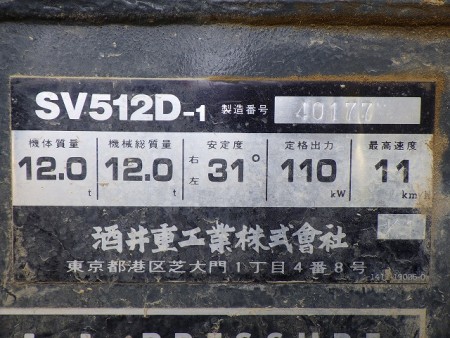 SV512D-1 製造番号 40177
機体質量 機械総質量 安定度 定格出力 最高速度
12.0 t 12.0 t 右左 31° 110 kW 11 km/h
酒井重工業株式會社
東京都港区芝大門1丁目4番8号